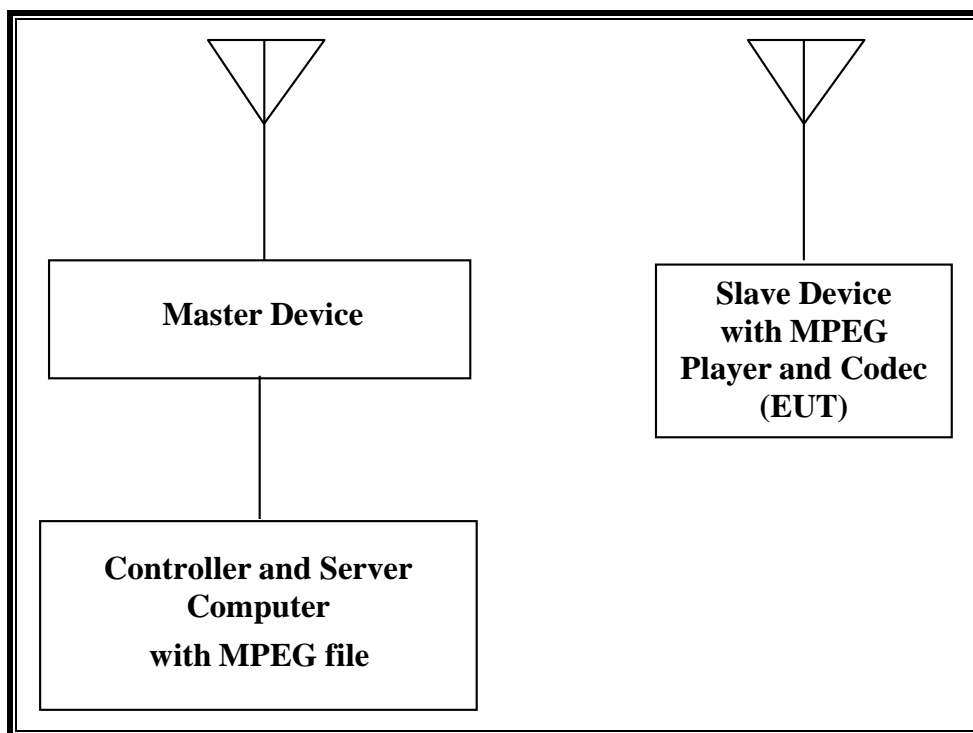 Master Device
Slave Device
with MPEG
Player and Codec
(EUT)
Controller and Server
Computer
with MPEG file